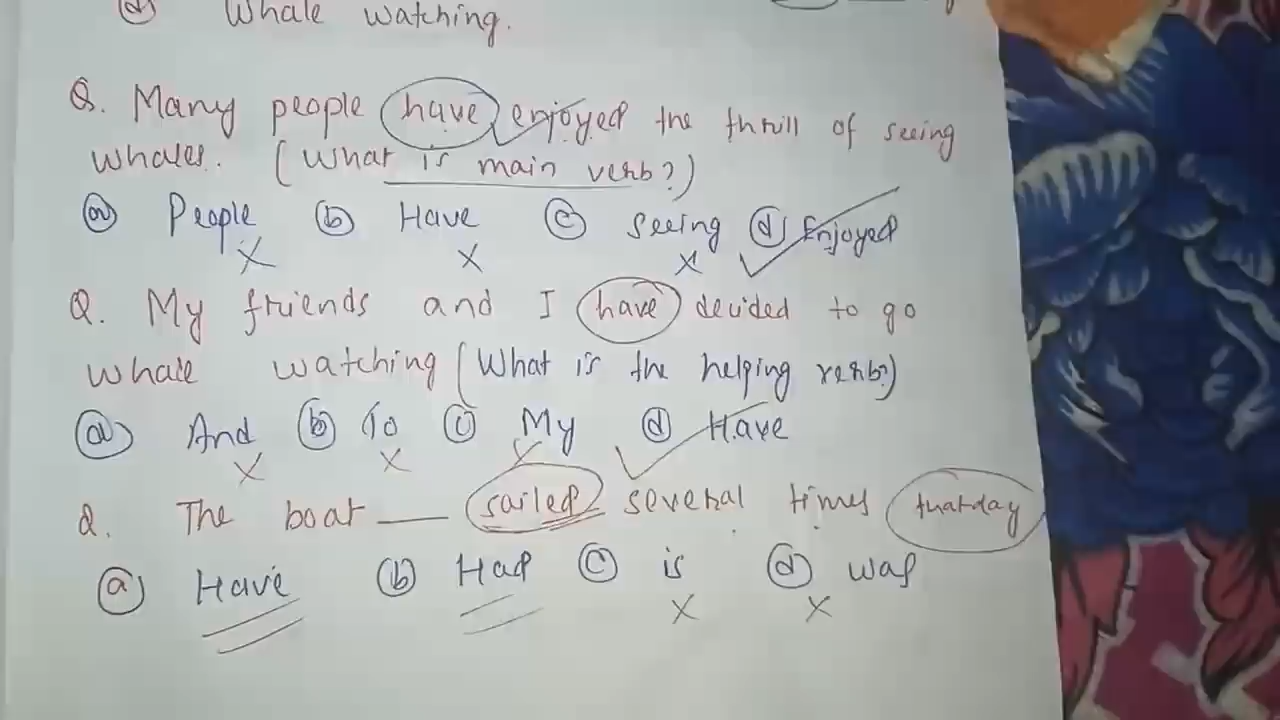 (d) Whale watching.
Q. Many people have enjoyed the thrill of seeing
whales. (What is main verb?)
(a) People (b) Have (c) seeing (d) Enjoyed
Q. My friends and I have decided to go
whale watching (What is the helping verb?)
(a) And (b) To (c) My (d) Have
Q. The boat ___ sailed several times that day
(a) Have (b) Had (c) is (d) was